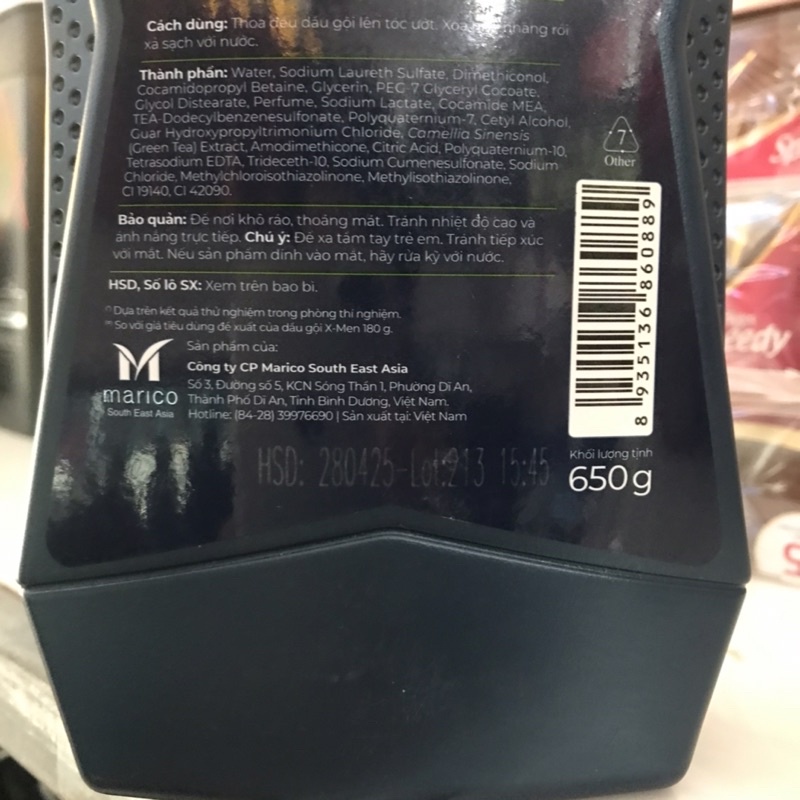 Cách dùng: Thoa đều dầu gội lên tóc ướt. Xoa nhẹ nhàng rồi
xả sạch với nước.
Thành phần: Water, Sodium Laureth Sulfate, Dimethiconol,
Cocamidopropyl Betaine, Glycerin, PEG-7 Glyceryl Cocoate,
Glycol Distearate, Perfume, Sodium Lactate, Cocamide MEA,
TEA-Dodecylbenzenesulfonate, Polyquaternium-7, Cetyl Alcohol,
Guar Hydroxypropyltrimonium Chloride, Camellia Sinensis
(Green Tea) Extract, Amodimethicone, Citric Acid, Polyquaternium-10,
Tetrasodium EDTA, Trideceth-10, Sodium Cumenesulfonate, Sodium
Chloride, Methylchloroisothiazolinone, Methylisothiazolinone,
CI 19140, CI 42090.
7
Other
Bảo quản: Để nơi khô ráo, thoáng mát. Tránh nhiệt độ cao và
ánh nắng trực tiếp. Chú ý: Để xa tầm tay trẻ em. Tránh tiếp xúc
với mắt. Nếu sản phẩm dính vào mắt, hãy rửa kỹ với nước.
HSD, Số lô SX: Xem trên bao bì.
(*) Dựa trên kết quả thử nghiệm trong phòng thí nghiệm.
(**) So với giá tiêu dùng đề xuất của dầu gội X-Men 180 g.
marico
South East Asia
Sản phẩm của:
Công ty CP Marico South East Asia
Số 3, Đường số 5, KCN Sóng Thần 1, Phường Dĩ An,
Thành Phố Dĩ An, Tỉnh Bình Dương, Việt Nam.
Hotline: (84-28) 39976690 | Sản xuất tại: Việt Nam
8 935136 860889
HSD: 280425-Lot:213 15:45
Khối lượng tịnh
650 g
eedy